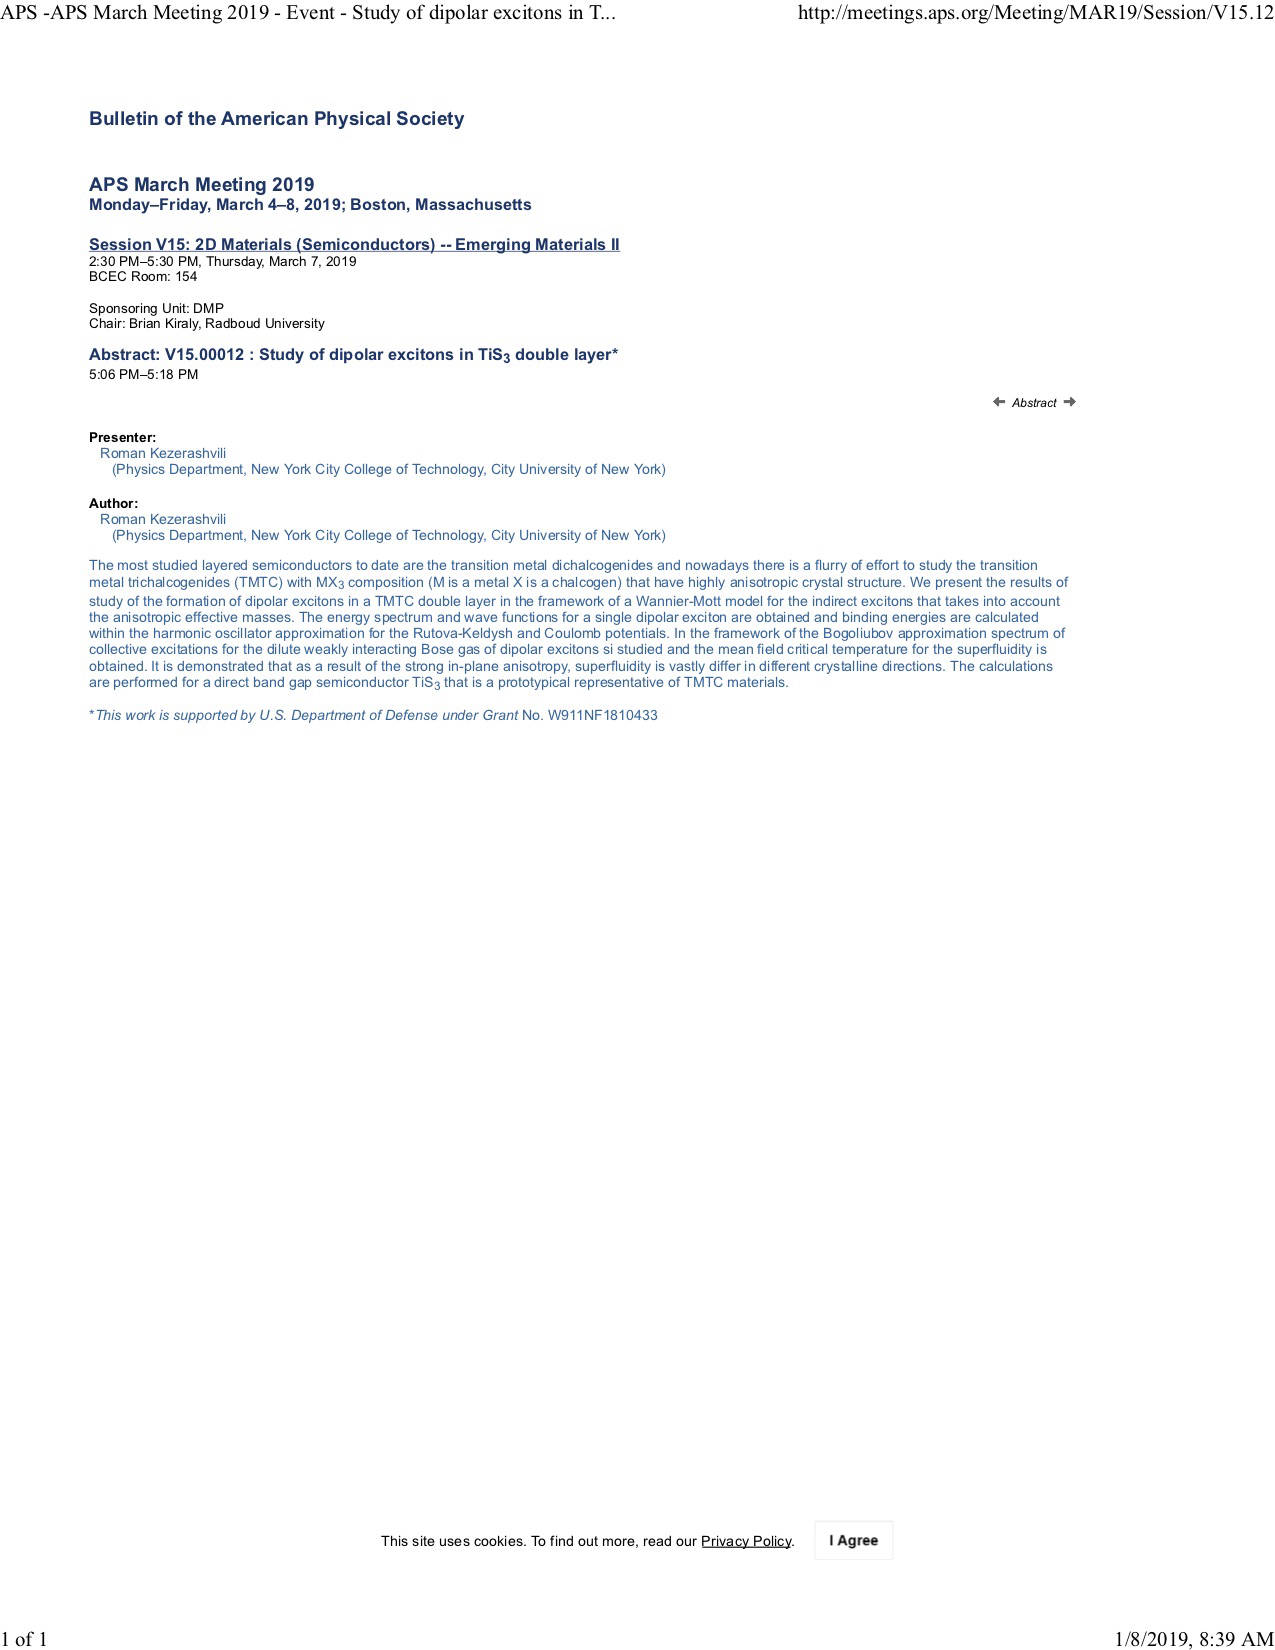 APS -APS March Meeting 2019 - Event - Study of dipolar excitons in T... http://meetings.aps.org/Meeting/MAR19/Session/V15.12
Bulletin of the American Physical Society
APS March Meeting 2019
Monday–Friday, March 4–8, 2019; Boston, Massachusetts
Session V15: 2D Materials (Semiconductors) -- Emerging Materials II
2:30 PM–5:30 PM, Thursday, March 7, 2019
BCEC Room: 154
Sponsoring Unit: DMP
Chair: Brian Kiraly, Radboud University
Abstract: V15.00012 : Study of dipolar excitons in TiS3 double layer*
5:06 PM–5:18 PM
Abstract
Presenter:
Roman Kezerashvili
(Physics Department, New York City College of Technology, City University of New York)
Author:
Roman Kezerashvili
(Physics Department, New York City College of Technology, City University of New York)
The most studied layered semiconductors to date are the transition metal dichalcogenides and nowadays there is a flurry of effort to study the transition
metal trichalcogenides (TMTC) with MX3 composition (M is a metal X is a chalcogen) that have highly anisotropic crystal structure. We present the results of
study of the formation of dipolar excitons in a TMTC double layer in the framework of a Wannier-Mott model for the indirect excitons that takes into account
the anisotropic effective masses. The energy spectrum and wave functions for a single dipolar exciton are obtained and binding energies are calculated
within the harmonic oscillator approximation for the Rutova-Keldysh and Coulomb potentials. In the framework of the Bogoliubov approximation spectrum of
collective excitations for the dilute weakly interacting Bose gas of dipolar excitons si studied and the mean field critical temperature for the superfluidity is
obtained. It is demonstrated that as a result of the strong in-plane anisotropy, superfluidity is vastly differ in different crystalline directions. The calculations
are performed for a direct band gap semiconductor TiS3 that is a prototypical representative of TMTC materials.
*This work is supported by U.S. Department of Defense under Grant No. W911NF1810433
This site uses cookies. To find out more, read our Privacy Policy. I Agree
1 of 1 1/8/2019, 8:39 AM